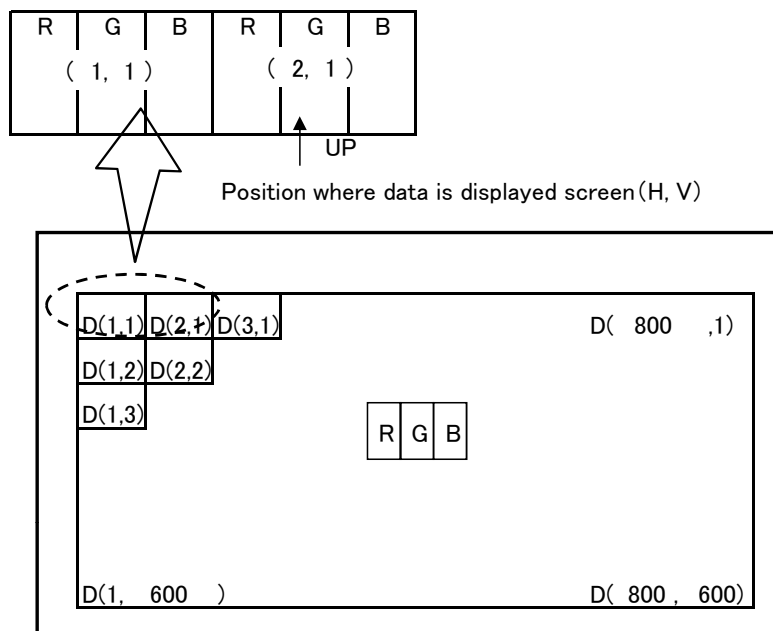 R G B R G B
( 1, 1 ) ( 2, 1 )
UP
Position where data is displayed screen(H, V)
D(1,1) D(2,1) D(3,1) D( 800 ,1)
D(1,2) D(2,2)
D(1,3)
R G B
D(1, 600 ) D( 800 , 600)